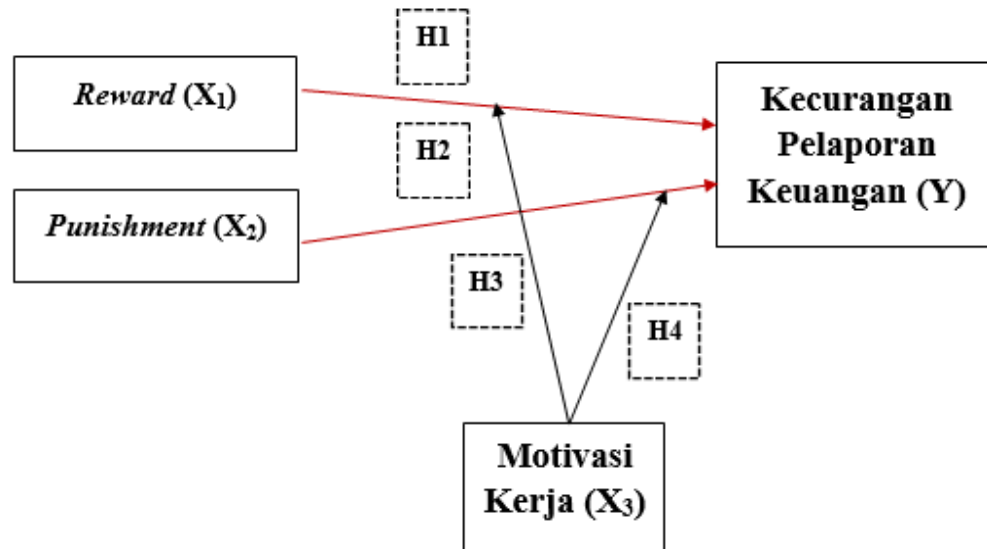 H1
Reward (X₁)
Kecurangan
Pelaporan
Keuangan (Y)
H2
Punishment (X₂)
H3
H4
Motivasi
Kerja (X₃)